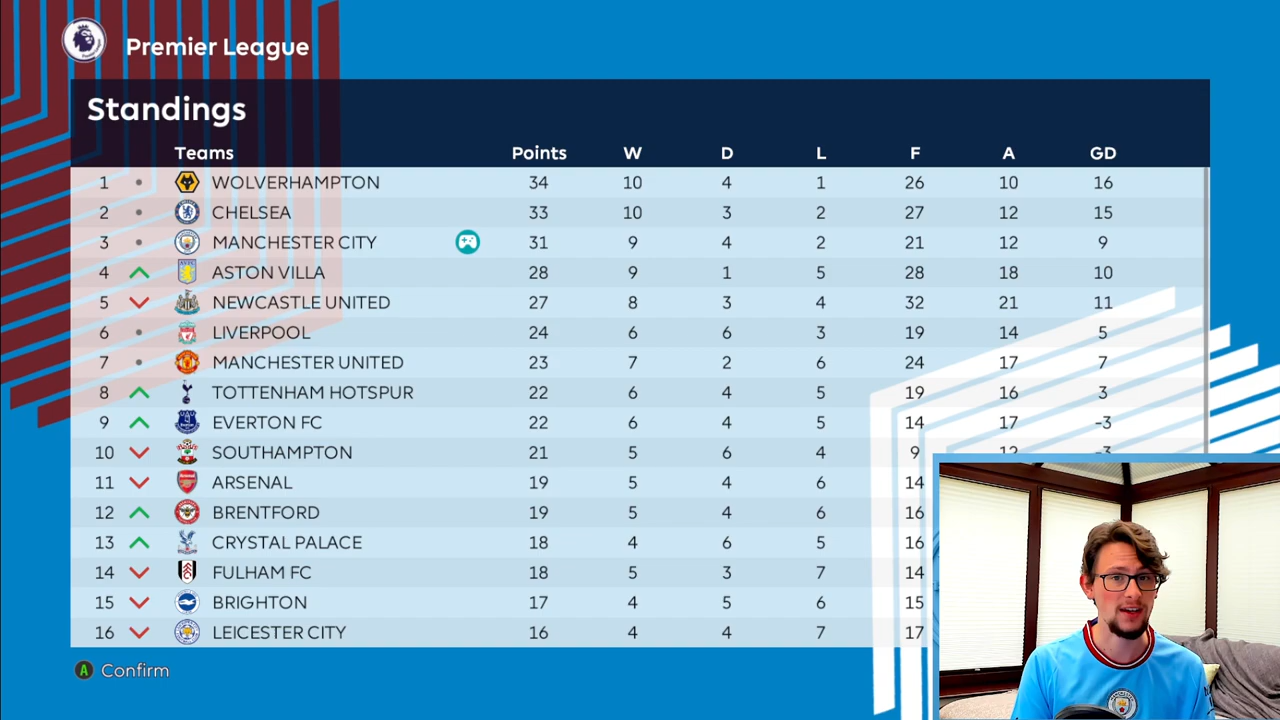 Premier League
Standings
Teams Points W D L F A GD
1 WOLVERHAMPTON 34 10 4 1 26 10 16
2 CHELSEA 33 10 3 2 27 12 15
3 MANCHESTER CITY 31 9 4 2 21 12 9
4 ASTON VILLA 28 9 1 5 28 18 10
5 NEWCASTLE UNITED 27 8 3 4 32 21 11
6 LIVERPOOL 24 6 6 3 19 14 5
7 MANCHESTER UNITED 23 7 2 6 24 17 7
8 TOTTENHAM HOTSPUR 22 6 4 5 19 16 3
9 EVERTON FC 22 6 4 5 14 17 -3
10 SOUTHAMPTON 21 5 6 4 9 12 -3
11 ARSENAL 19 5 4 6 14
12 BRENTFORD 19 5 4 6 16
13 CRYSTAL PALACE 18 4 6 5 16
14 FULHAM FC 18 5 3 7 14
15 BRIGHTON 17 4 5 6 15
16 LEICESTER CITY 16 4 4 7 17
A Confirm